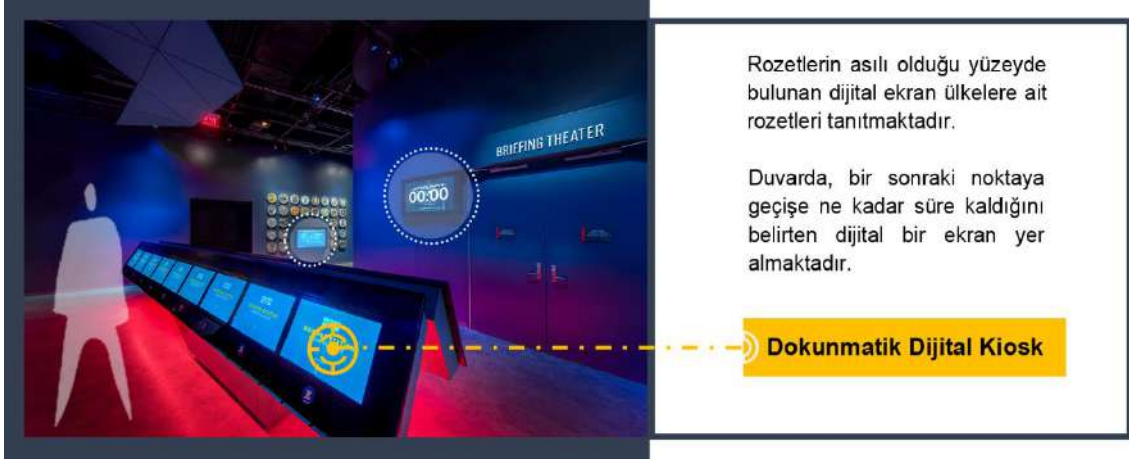 BRIEFING THEATER
00:00
Rozetlerin asılı olduğu yüzeyde
bulunan dijital ekran ülkelere ait
rozetleri tanıtmaktadır.
Duvarda, bir sonraki noktaya
geçişe ne kadar süre kaldığını
belirten dijital bir ekran yer
almaktadır.
Dokunmatik Dijital Kiosk